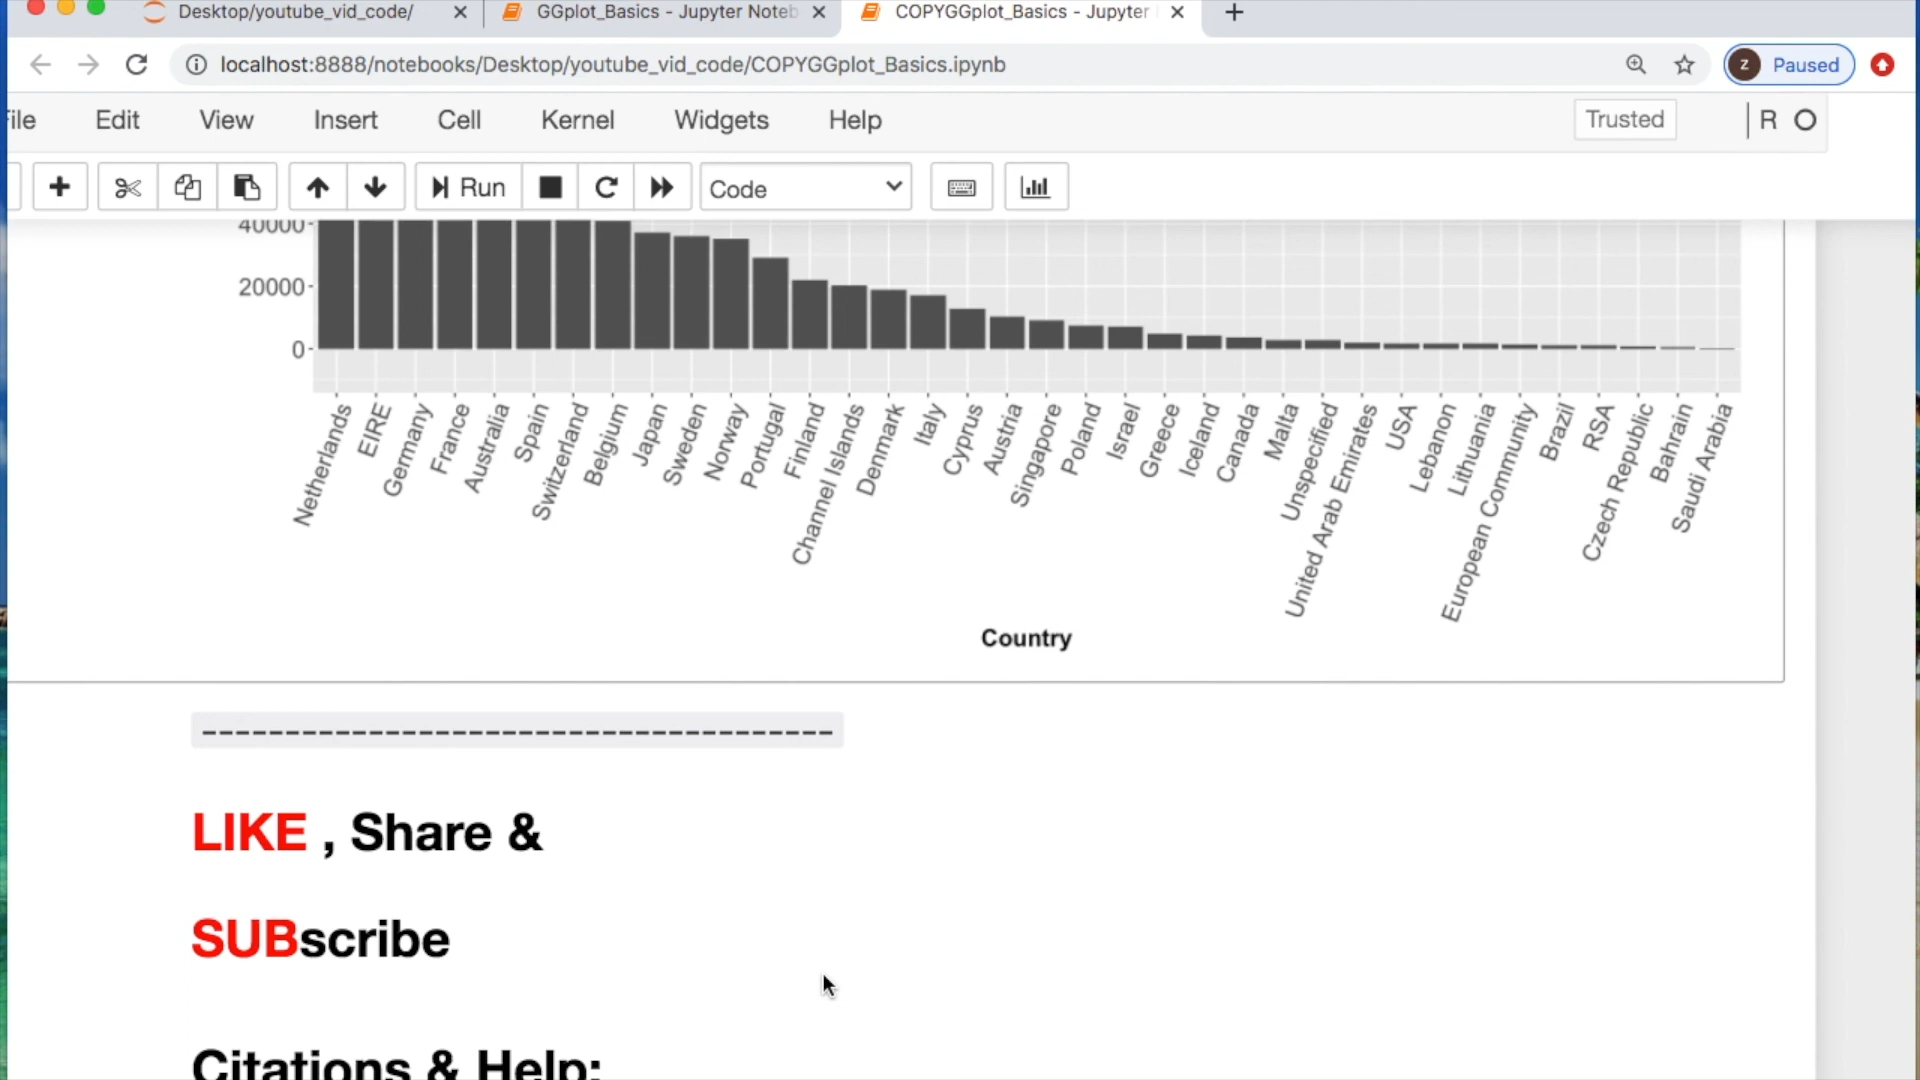 Desktop/youtube_vid_code/
GGplot_Basics - Jupyter Noteb
COPYGGplot_Basics - Jupyter
localhost:8888/notebooks/Desktop/youtube_vid_code/COPYGGplot_Basics.ipynb
z Paused
File Edit View Insert Cell Kernel Widgets Help
Trusted
R
Run
Code
40000
20000
0
Netherlands
EIRE
Germany
France
Australia
Spain
Switzerland
Belgium
Japan
Sweden
Norway
Portugal
Finland
Channel Islands
Denmark
Italy
Cyprus
Austria
Singapore
Poland
Israel
Greece
Iceland
Canada
Malta
Unspecified
United Arab Emirates
USA
Lebanon
Lithuania
European Community
Brazil
RSA
Czech Republic
Bahrain
Saudi Arabia
Country
--------------------------------------
LIKE , Share &
SUBscribe
Citations & Help: